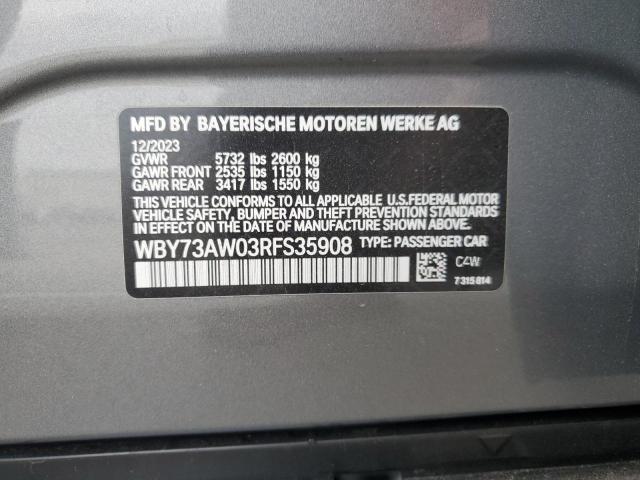 MFD BY BAYERISCHE MOTOREN WERKE AG
12/2023
GVWR 5732 lbs 2600 kg
GAWR FRONT 2535 lbs 1150 kg
GAWR REAR 3417 lbs 1550 kg
THIS VEHICLE CONFORMS TO ALL APPLICABLE U.S.FEDERAL MOTOR
VEHICLE SAFETY, BUMPER AND THEFT PREVENTION STANDARDS
IN EFFECT ON THE DATE OF MANUFACTURE SHOWN ABOVE.
WBY73AW03RFS35908 TYPE: PASSENGER CAR
C4W
7 315 814